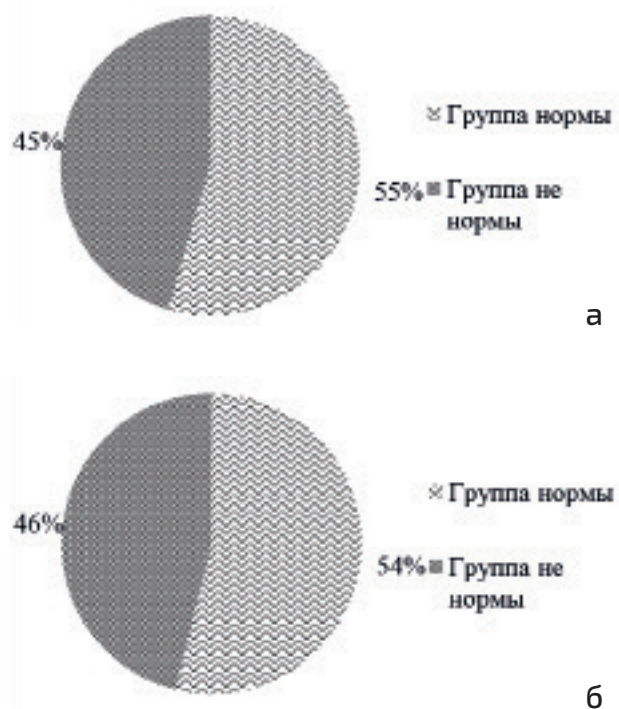 Группа нормы
45%
55% Группа не
нормы
а
Группа нормы
46%
54% Группа не
нормы
б